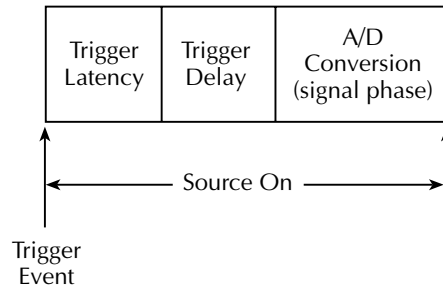 Trigger
Latency
Trigger
Delay
A/D
Conversion
(signal phase)
Source On
Trigger
Event